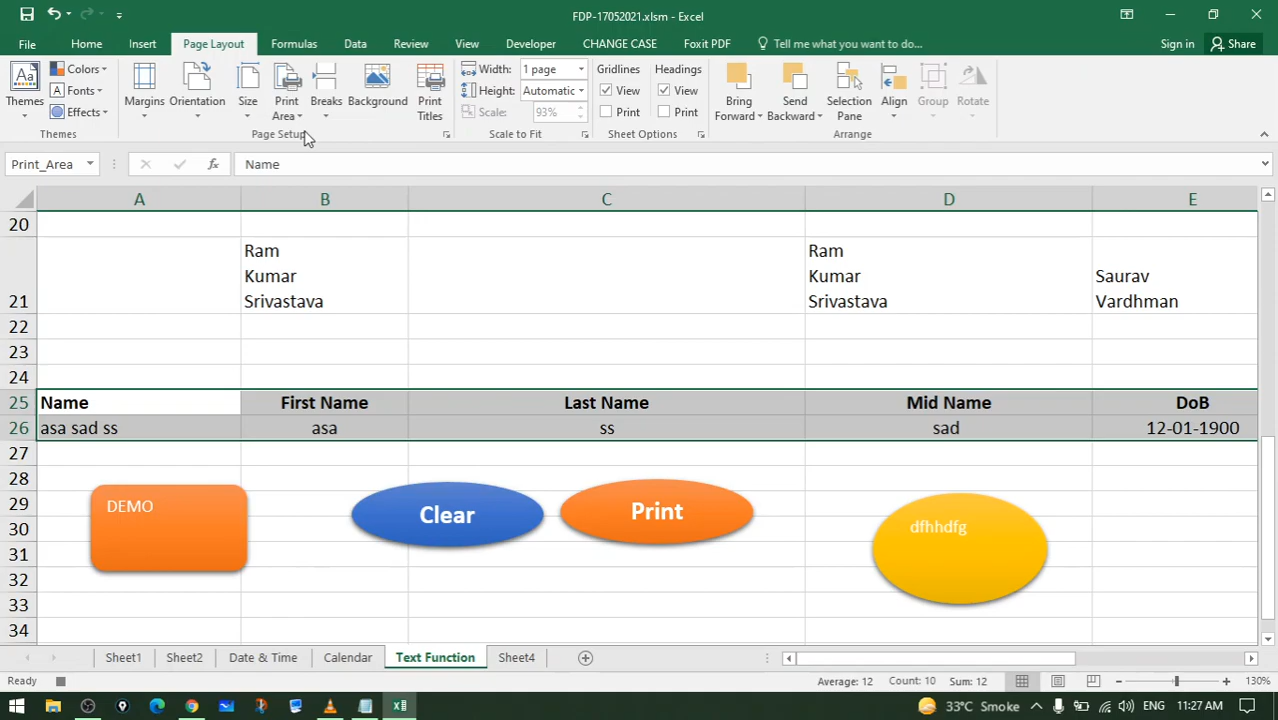 FDP-17052021.xlsm - Excel
File Home Insert Page Layout Formulas Data Review View Developer CHANGE CASE Foxit PDF Tell me what you want to do... Sign in Share
Themes
Colors
Fonts
Effects
Themes
Margins
Orientation
Size
Print
Area
Breaks
Background
Print
Titles
Page Setup
Width: 1 page
Height: Automatic
Scale: 93%
Scale to Fit
Gridlines
View
Print
Headings
View
Print
Sheet Options
Bring
Forward
Send
Backward
Selection
Pane
Align
Group
Rotate
Arrange
Print_Area fx Name
A B C D E
20
Ram Ram
Kumar Kumar Saurav
21 Srivastava Srivastava Vardhman
22
23
24
25 Name First Name Last Name Mid Name DoB
26 asa sad ss asa ss sad 12-01-1900
27
28
29
30
31
32
33
34
DEMO
Clear
Print
dfhhdfg
Sheet1 Sheet2 Date & Time Calendar Text Function Sheet4
Ready Average: 12 Count: 10 Sum: 12 130%
33°C Smoke ENG 11:27 AM